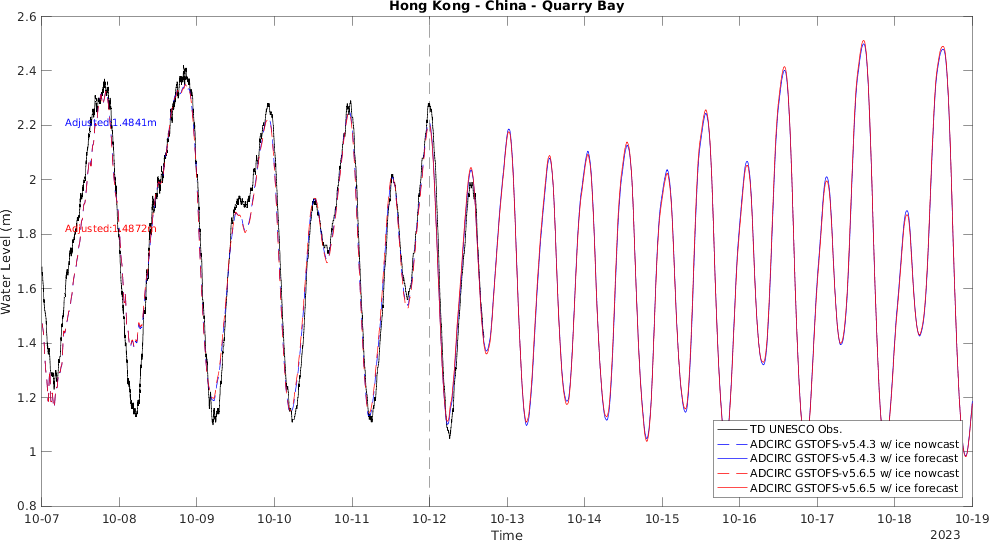 Hong Kong - China - Quarry Bay
2.6
2.4
2.2
2
1.8
1.6
1.4
1.2
1
0.8
Water Level (m)
Adjusted:1.4841m
Adjusted:1.4872m
TD UNESCO Obs.
ADCIRC GSTOFS-v5.4.3 w/ ice nowcast
ADCIRC GSTOFS-v5.4.3 w/ ice forecast
ADCIRC GSTOFS-v5.6.5 w/ ice nowcast
ADCIRC GSTOFS-v5.6.5 w/ ice forecast
10-07 10-08 10-09 10-10 10-11 10-12 10-13 10-14 10-15 10-16 10-17 10-18 10-19
Time
2023